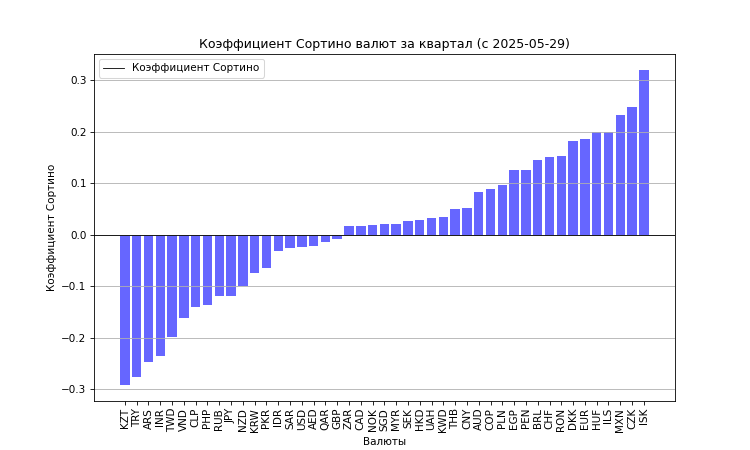 Коэффициент Сортино валют за квартал (с 2025-05-29)
Коэффициент Сортино
0.3
0.2
0.1
0.0
−0.1
−0.2
−0.3
Коэффициент Сортино
KZT TRY ARS INR TWD VND CLP PHP RUB JPY NZD KRW PKR IDR SAR USD AED QAR GBP ZAR CAD NOK SGD MYR SEK HKD UAH KWD THB CNY AUD COP PLN EGP PEN BRL CHF RON DKK EUR HUF ILS MXN CZK ISK
Валюты